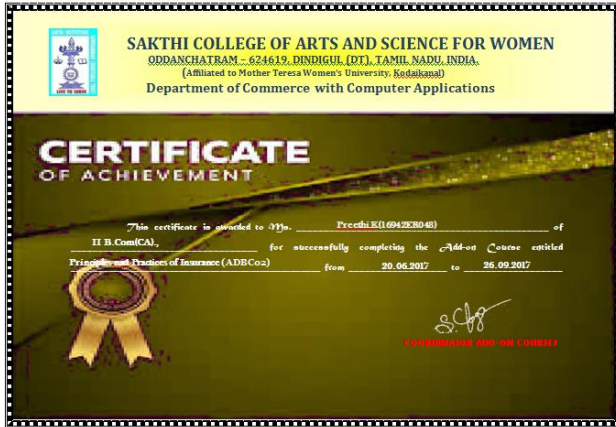 SAKTHI COLLEGE OF ARTS AND SCIENCE FOR WOMEN
ODDANCHATRAM – 624619, DINDIGUL (DT), TAMIL NADU, INDIA.
(Affiliated to Mother Teresa Women's University, Kodaikanal)
Department of Commerce with Computer Applications
LIVE TO SERVE
CERTIFICATE
OF ACHIEVEMENT
This certificate is awarded to Ms. Preethi.K(16942ER048) of
II B.Com(CA)., for successfully completing the Add-on Course entitled
Principles and Practices of Insurance (ADBC02) from 20.06.2017 to 26.09.2017
COORDINATOR ADD-ON COURSES